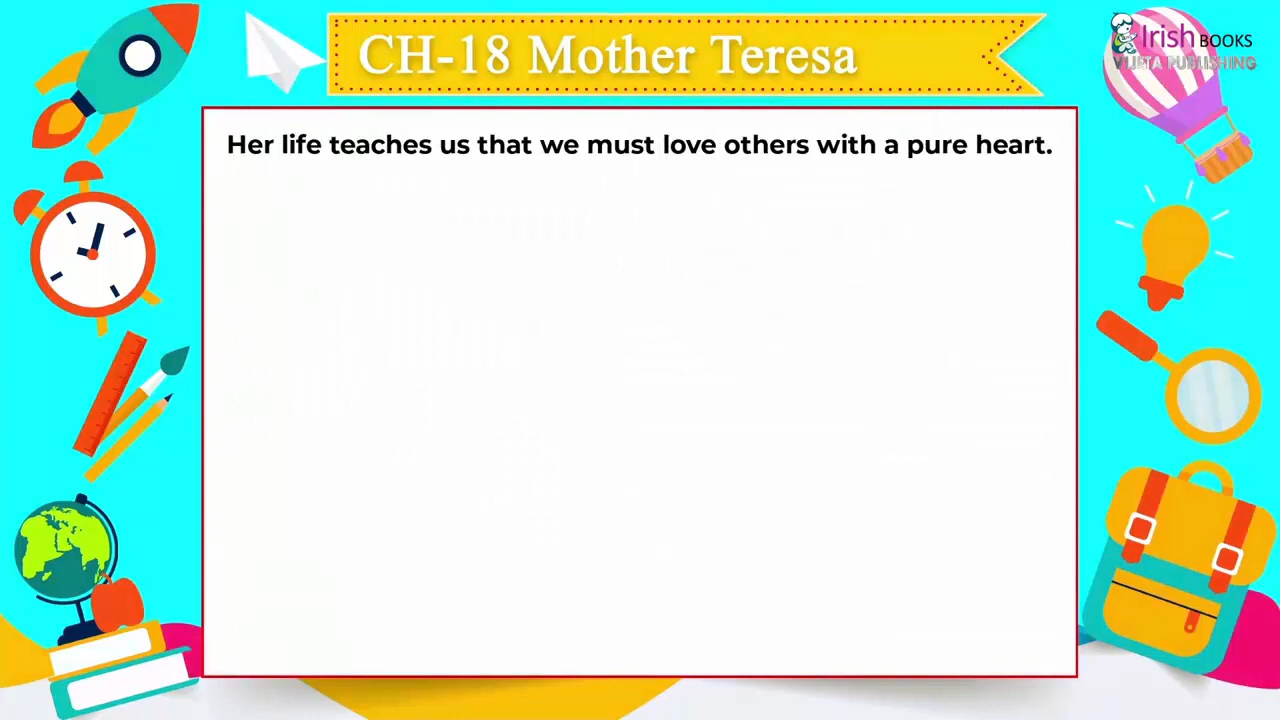 CH-18 Mother Teresa
Irish BOOKS
Her life teaches us that we must love others with a pure heart.